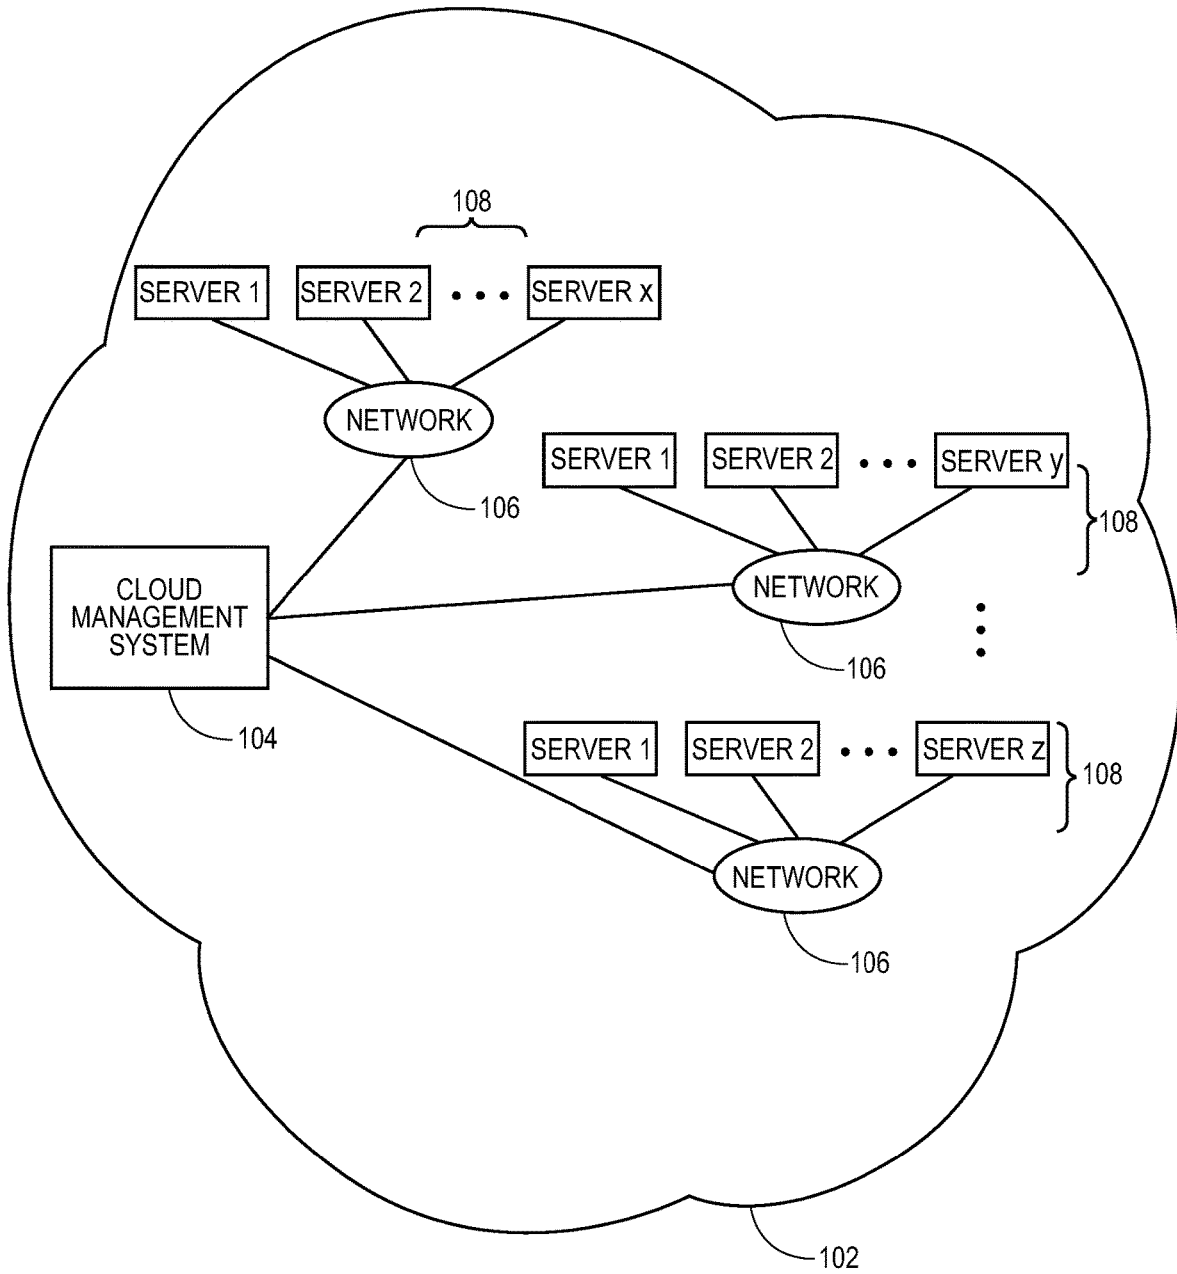 108
SERVER 1
SERVER 2
• • •
SERVER x
NETWORK
106
SERVER 1
SERVER 2
• • •
SERVER y
108
NETWORK
106
CLOUD
MANAGEMENT
SYSTEM
104
SERVER 1
SERVER 2
• • •
SERVER z
108
NETWORK
106
102